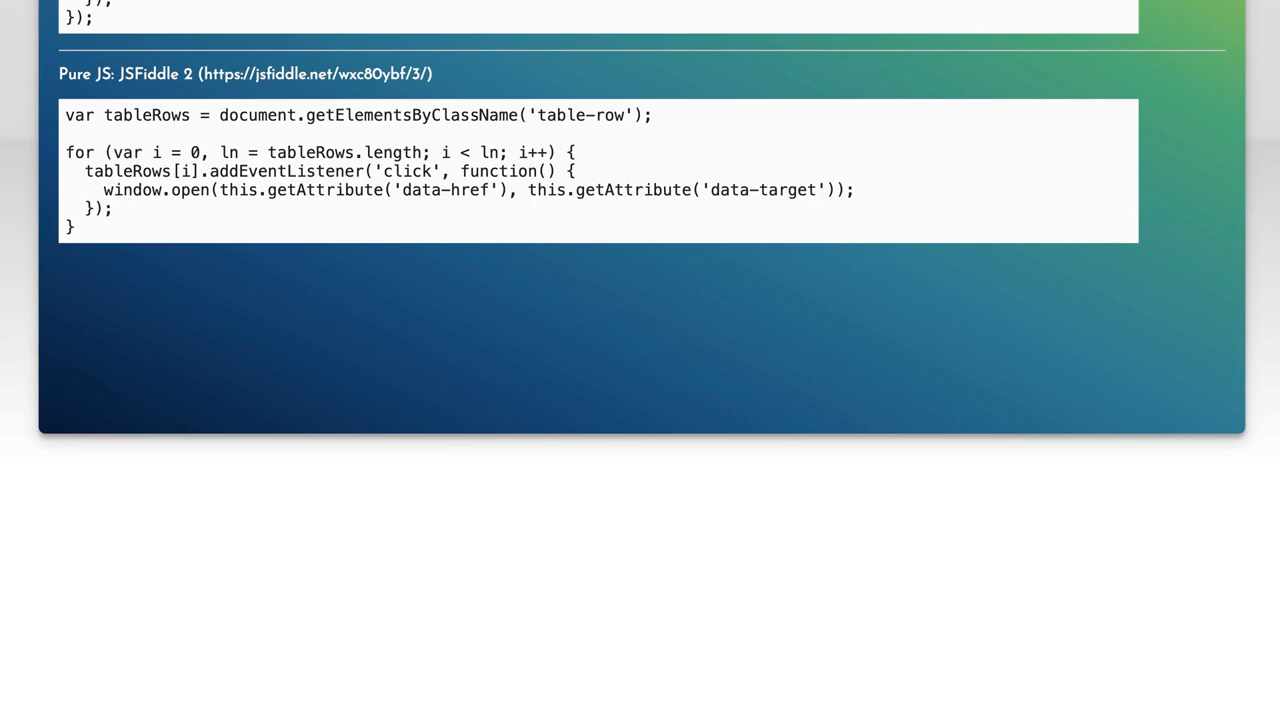 });
});
Pure JS: JSFiddle 2 (https://jsfiddle.net/wxc80ybf/3/)
var tableRows = document.getElementsByClassName('table-row');
for (var i = 0, ln = tableRows.length; i < ln; i++) {
  tableRows[i].addEventListener('click', function() {
    window.open(this.getAttribute('data-href'), this.getAttribute('data-target'));
  });
}